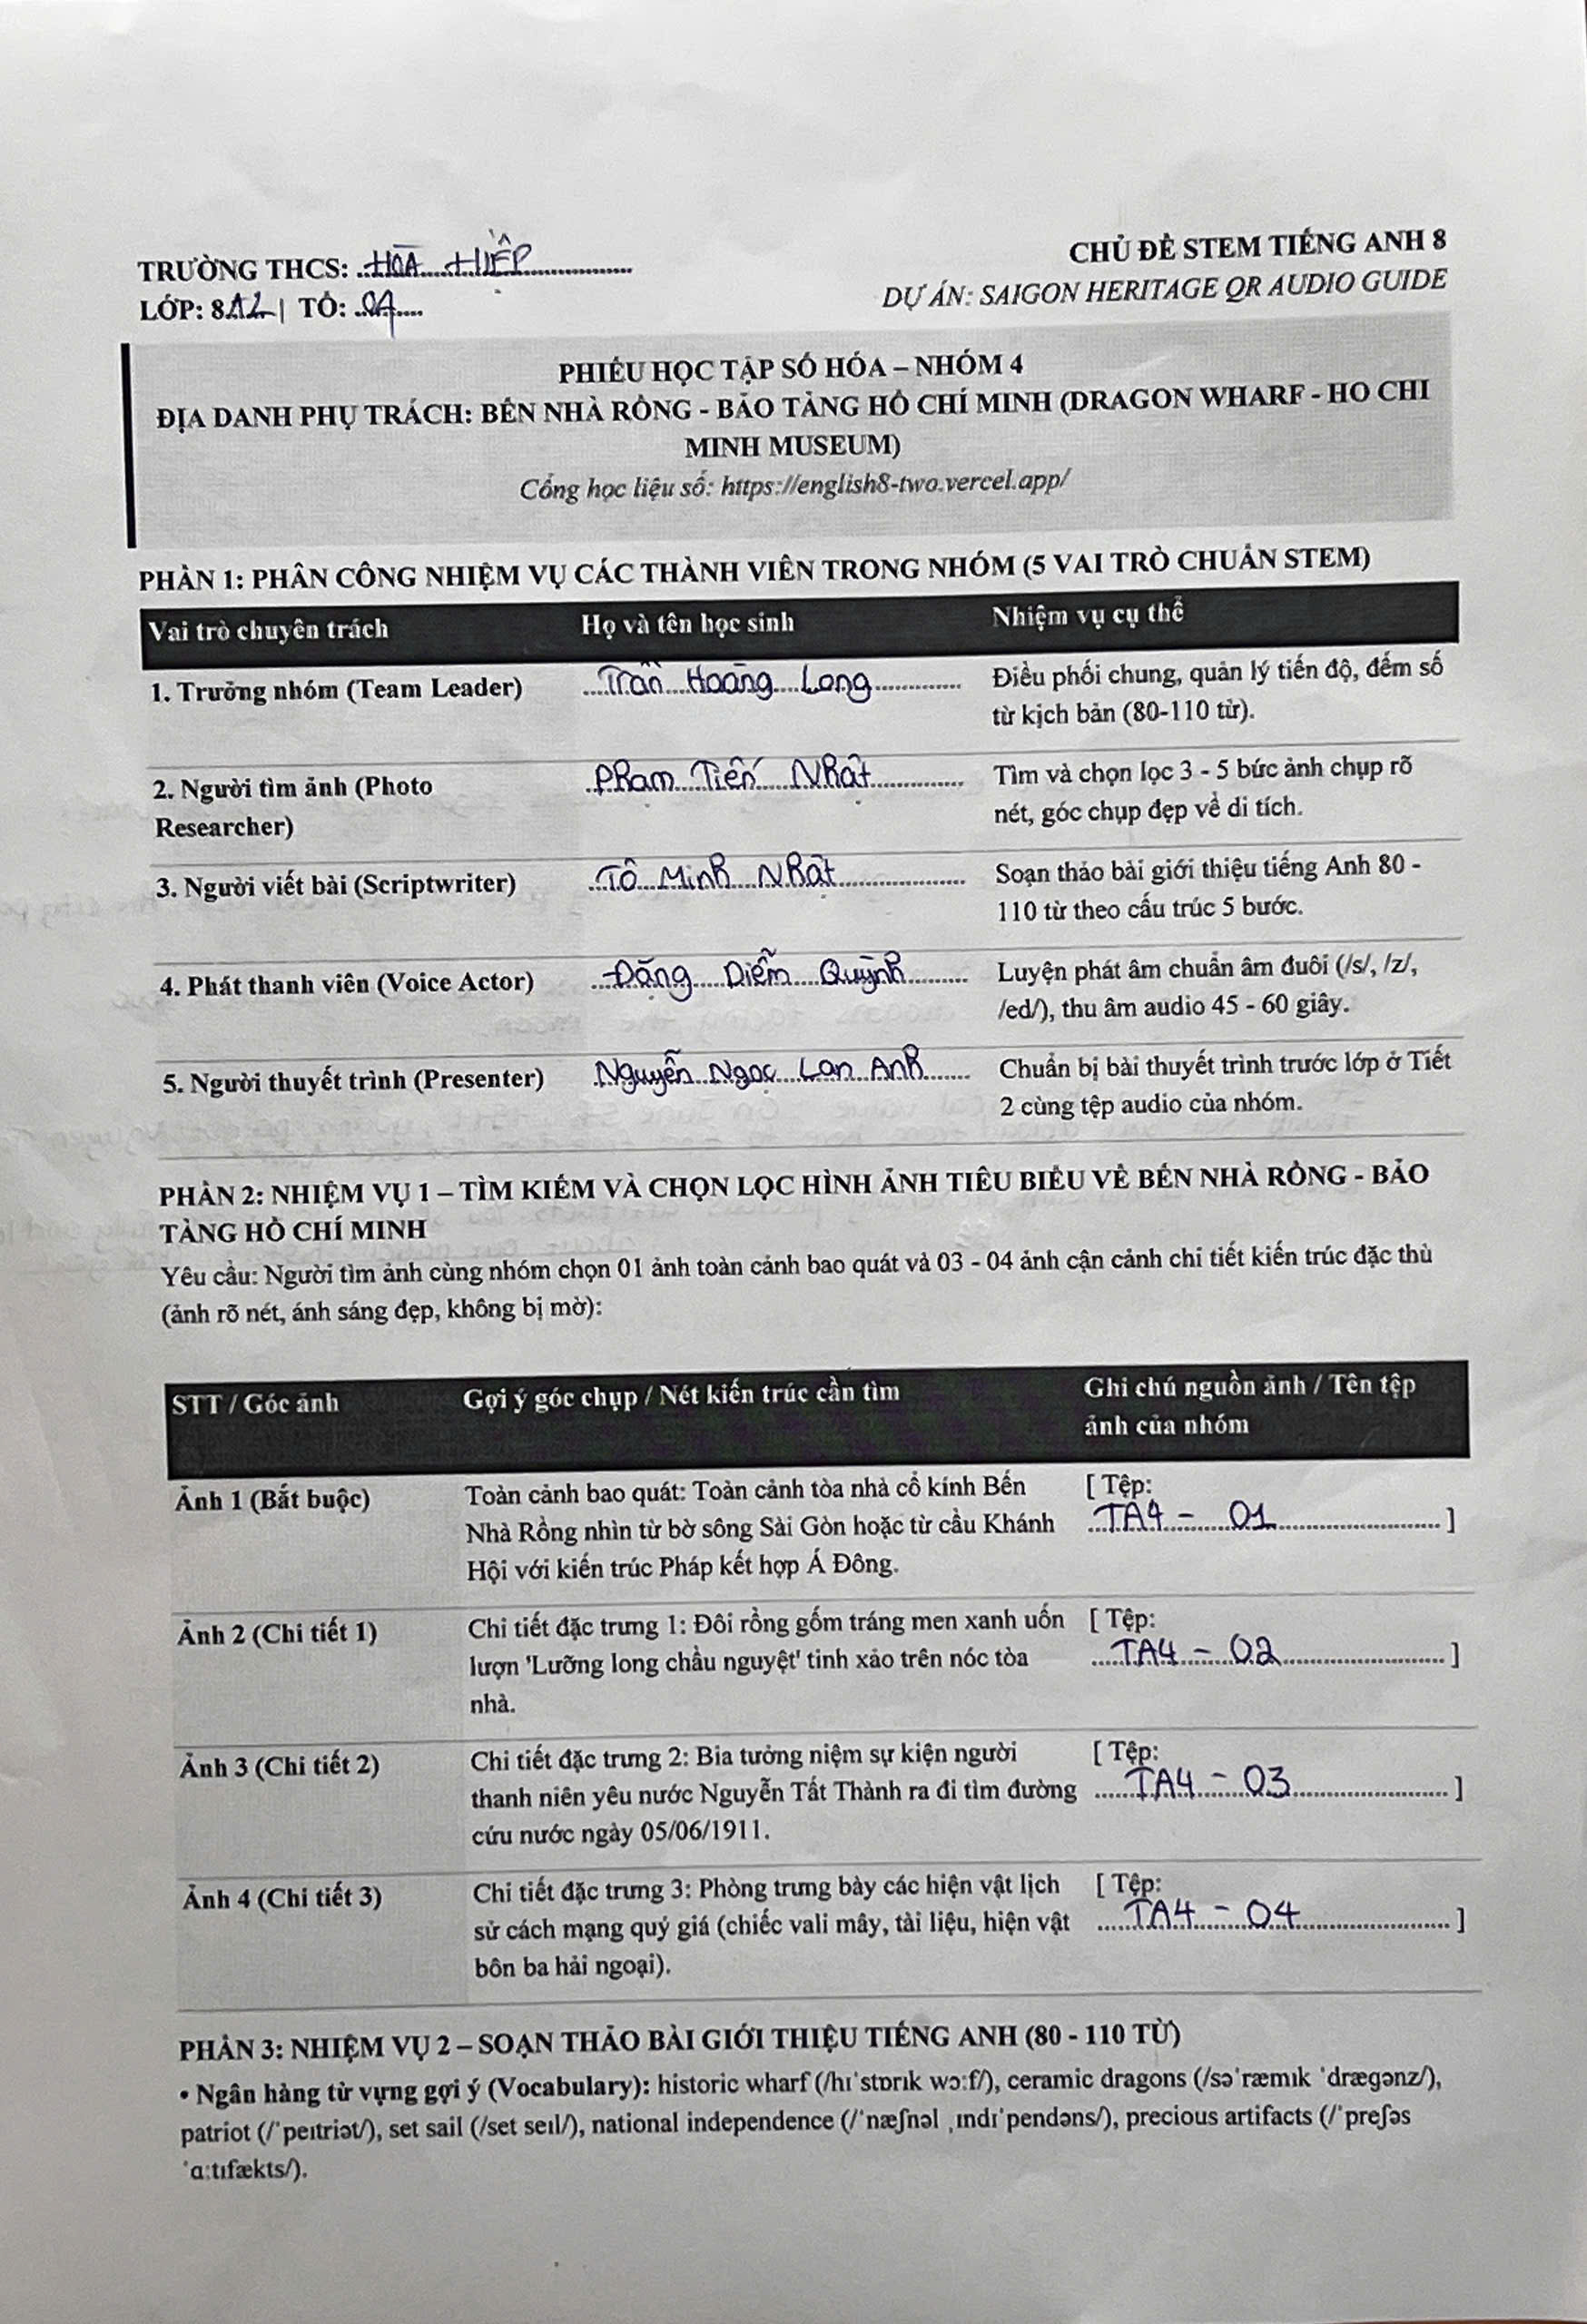 TRƯỜNG THCS: HÒA HIỆP
CHỦ ĐỀ STEM TIẾNG ANH 8
LỚP: 8A2 | TỔ: 04
DỰ ÁN: SAIGON HERITAGE QR AUDIO GUIDE
PHIẾU HỌC TẬP SỐ HÓA – NHÓM 4
ĐỊA DANH PHỤ TRÁCH: BẾN NHÀ RỒNG - BẢO TÀNG HỒ CHÍ MINH (DRAGON WHARF - HO CHI
MINH MUSEUM)
Cổng học liệu số: https://english8-two.vercel.app/
PHẦN 1: PHÂN CÔNG NHIỆM VỤ CÁC THÀNH VIÊN TRONG NHÓM (5 VAI TRÒ CHUẨN STEM)
Vai trò chuyên trách
Họ và tên học sinh
Nhiệm vụ cụ thể
1. Trưởng nhóm (Team Leader)
Trần Hoàng Long
Điều phối chung, quản lý tiến độ, đếm số
từ kịch bản (80-110 từ).
2. Người tìm ảnh (Photo
Researcher)
Phạm Tiến Nhật
Tìm và chọn lọc 3 - 5 bức ảnh chụp rõ
nét, góc chụp đẹp về di tích.
3. Người viết bài (Scriptwriter)
Tô Minh Nhật
Soạn thảo bài giới thiệu tiếng Anh 80 -
110 từ theo cấu trúc 5 bước.
4. Phát thanh viên (Voice Actor)
Đặng Diễm Quỳnh
Luyện phát âm chuẩn âm đuôi (/s/, /z/,
/ed/), thu âm audio 45 - 60 giây.
5. Người thuyết trình (Presenter)
Nguyễn Ngọc Lan Anh
Chuẩn bị bài thuyết trình trước lớp ở Tiết
2 cùng tệp audio của nhóm.
PHẦN 2: NHIỆM VỤ 1 – TÌM KIẾM VÀ CHỌN LỌC HÌNH ẢNH TIÊU BIỂU VỀ BẾN NHÀ RỒNG - BẢO
TÀNG HỒ CHÍ MINH
Yêu cầu: Người tìm ảnh cùng nhóm chọn 01 ảnh toàn cảnh bao quát và 03 - 04 ảnh cận cảnh chi tiết kiến trúc đặc thù
(ảnh rõ nét, ánh sáng đẹp, không bị mờ):
STT / Góc ảnh
Gợi ý góc chụp / Nét kiến trúc cần tìm
Ghi chú nguồn ảnh / Tên tệp
ảnh của nhóm
Ảnh 1 (Bắt buộc)
Toàn cảnh bao quát: Toàn cảnh tòa nhà cổ kính Bến
Nhà Rồng nhìn từ bờ sông Sài Gòn hoặc từ cầu Khánh
Hội với kiến trúc Pháp kết hợp Á Đông.
[ Tệp:
TA4 - 01 ]
Ảnh 2 (Chi tiết 1)
Chi tiết đặc trưng 1: Đôi rồng gốm tráng men xanh uốn
lượn 'Lưỡng long chầu nguyệt' tinh xảo trên nóc tòa
nhà.
[ Tệp:
TA4 - 02 ]
Ảnh 3 (Chi tiết 2)
Chi tiết đặc trưng 2: Bia tưởng niệm sự kiện người
thanh niên yêu nước Nguyễn Tất Thành ra đi tìm đường
cứu nước ngày 05/06/1911.
[ Tệp:
TA4 - 03 ]
Ảnh 4 (Chi tiết 3)
Chi tiết đặc trưng 3: Phòng trưng bày các hiện vật lịch
sử cách mạng quý giá (chiếc vali mây, tài liệu, hiện vật
bôn ba hải ngoại).
[ Tệp:
TA4 - 04 ]
PHẦN 3: NHIỆM VỤ 2 – SOẠN THẢO BÀI GIỚI THIỆU TIẾNG ANH (80 - 110 TỪ)
• Ngân hàng từ vựng gợi ý (Vocabulary): historic wharf (/hɪˈstɒrɪk wɔːf/), ceramic dragons (/səˈræmɪk ˈdræɡənz/),
patriot (/ˈpeɪtriət/), set sail (/set seɪl/), national independence (/ˈnæʃnəl ˌɪndɪˈpendəns/), precious artifacts (/ˈpreʃəs
ˈɑːtɪfækts/).